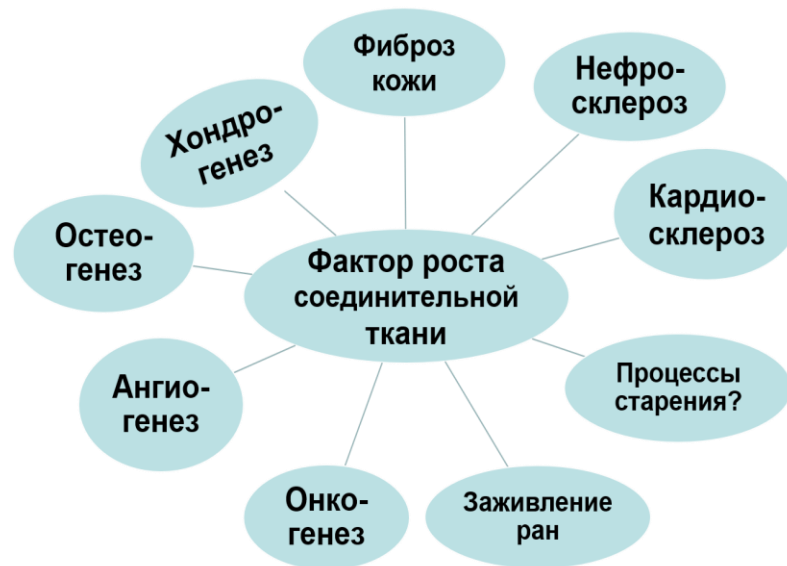 Фиброз
кожи
Нефро-
склероз
Хондро-
генез
Кардио-
склероз
Остео-
генез
Фактор роста
соединительной
ткани
Процессы
старения?
Ангио-
генез
Онко-
генез
Заживление
ран